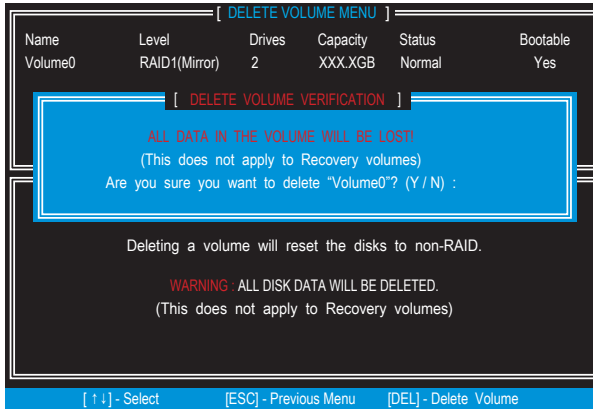 [ DELETE VOLUME MENU ]
Name Level Drives Capacity Status Bootable
Volume0 RAID1(Mirror) 2 XXX.XGB Normal Yes
[ DELETE VOLUME VERIFICATION ]
ALL DATA IN THE VOLUME WILL BE LOST!
(This does not apply to Recovery volumes)
Are you sure you want to delete “Volume0”? (Y / N) :
Deleting a volume will reset the disks to non-RAID.
WARNING : ALL DISK DATA WILL BE DELETED.
(This does not apply to Recovery volumes)
[ ↑↓] - Select [ESC] - Previous Menu [DEL] - Delete Volume